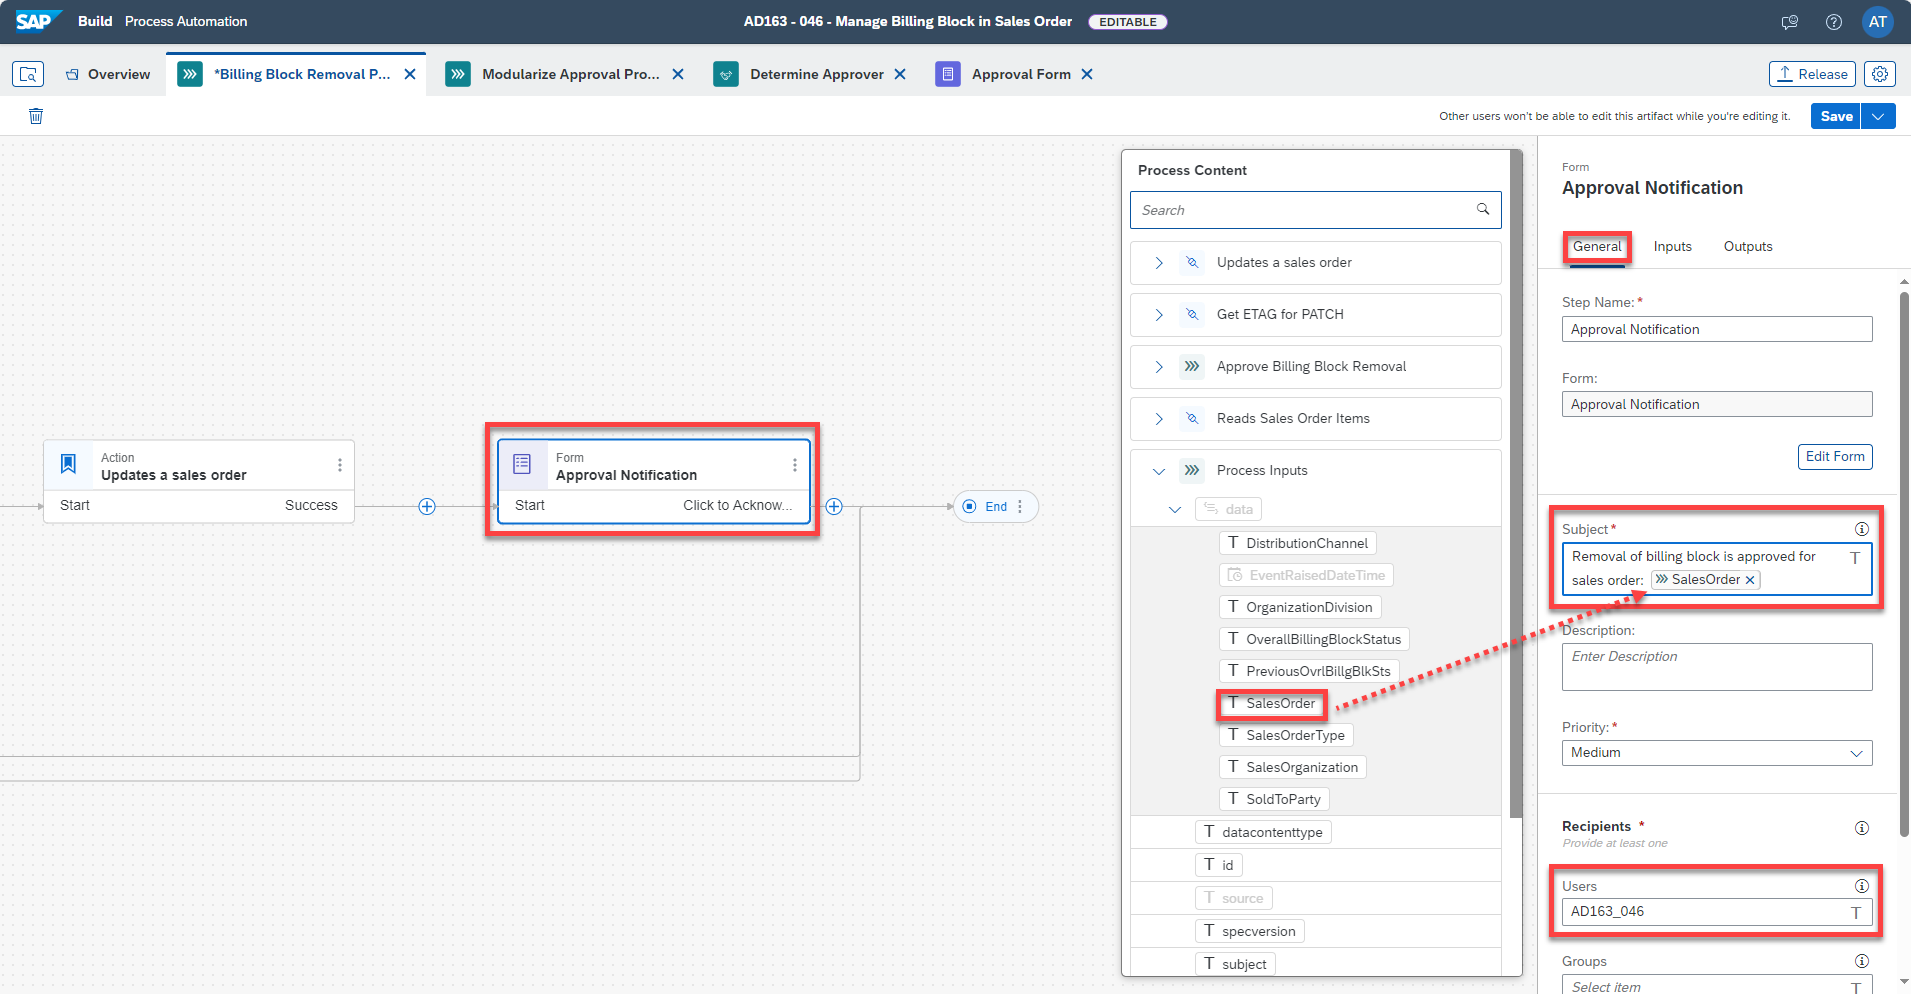 SAP Build Process Automation
AD163 - 046 - Manage Billing Block in Sales Order EDITABLE
AT
Overview
*Billing Block Removal P...
Modularize Approval Pro...
Determine Approver
Approval Form
Release
Other users won't be able to edit this artifact while you're editing it.
Save
Action
Updates a sales order
Start Success
Form
Approval Notification
Start Click to Acknow...
End
Process Content
Search
Updates a sales order
Get ETAG for PATCH
Approve Billing Block Removal
Reads Sales Order Items
Process Inputs
data
T DistributionChannel
EventRaisedDateTime
T OrganizationDivision
T OverallBillingBlockStatus
T PreviousOvrlBillgBlkSts
T SalesOrder
T SalesOrderType
T SalesOrganization
T SoldToParty
T datacontenttype
T id
T source
T specversion
T subject
Form
Approval Notification
General Inputs Outputs
Step Name: *
Approval Notification
Form:
Approval Notification
Edit Form
Subject *
Removal of billing block is approved for T
sales order: SalesOrder
Description:
Enter Description
Priority: *
Medium
Recipients *
Provide at least one
Users
AD163_046 T
Groups
Select item T